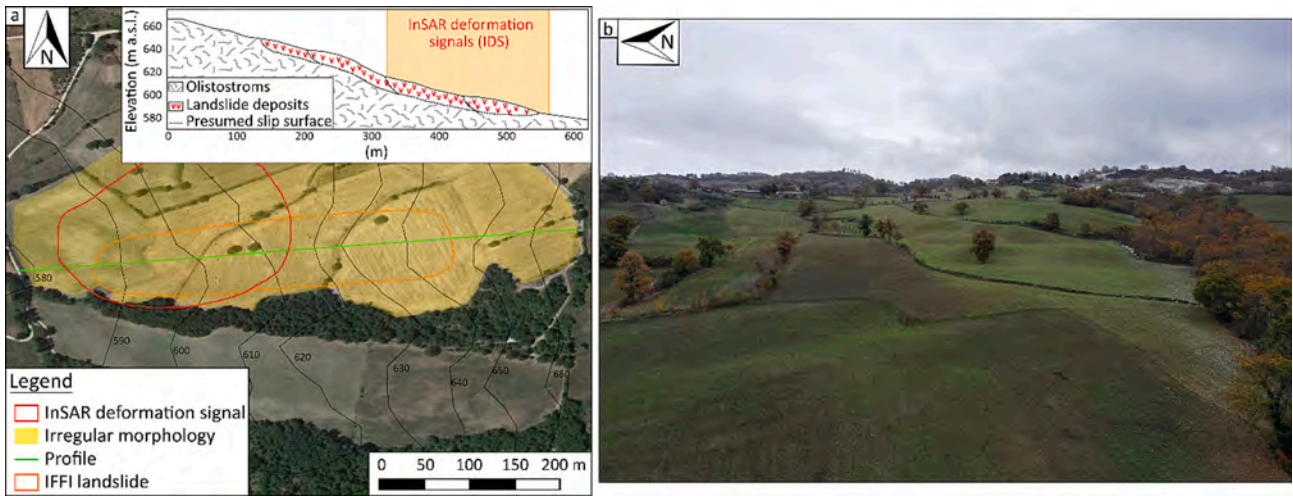 a
N
Elevation (m a.s.l.)
660
640
620
600
580
InSAR deformation
signals (IDS)
Olistostroms
Landslide deposits
Presumed slip surface
0
100
200
300
400
500
600
(m)
580
590
600
610
620
630
640
650
660
Legend
InSAR deformation signal
Irregular morphology
Profile
IFFI landslide
0 50 100 150 200 m
b
N